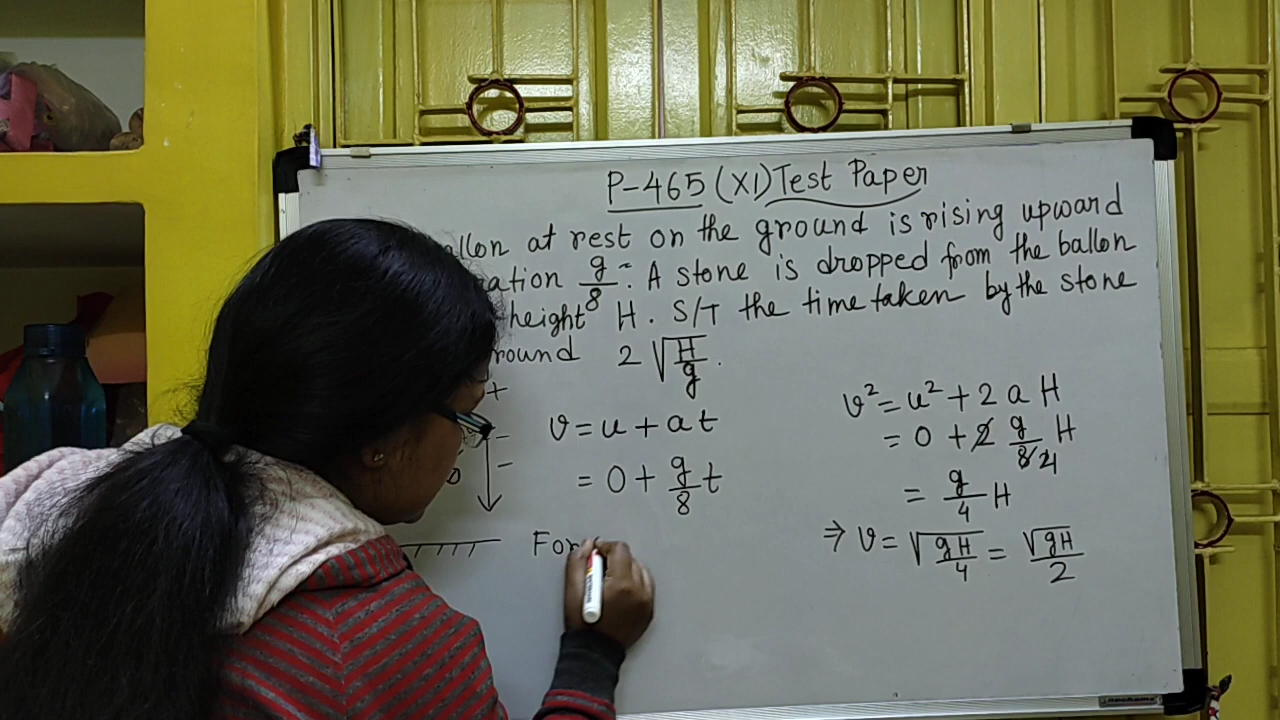 P-465 (XI) Test Paper
allon at rest on the ground is rising upward
ation g/8. A stone is dropped from the ballon
height H. S/T the time taken by the stone
round 2√(H/g).
+
v = u + at
= 0 + g/8 t
For
v² = u² + 2 a H
= 0 + 2 g/8 4 H
= g/4 H
⇒ v = √(gH/4) = √gH/2